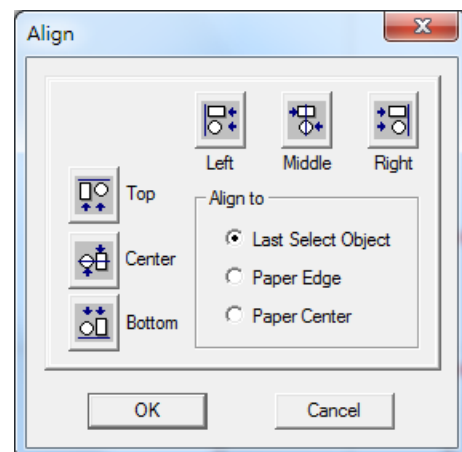 Align
Left Middle Right
Top
Center
Bottom
Align to
Last Select Object
Paper Edge
Paper Center
OK Cancel